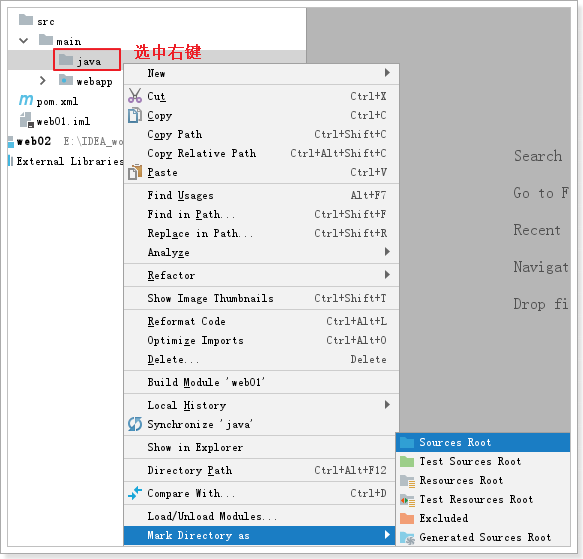 src
main
java 选中右键
webapp
pom.xml
web01.iml
web02 E:\IDEA_wo
External Libraries
New
Cut Ctrl+X
Copy Ctrl+C
Copy Path Ctrl+Shift+C
Copy Relative Path Ctrl+Alt+Shift+C
Paste Ctrl+V
Find Usages Alt+F7
Find in Path... Ctrl+Shift+F
Replace in Path... Ctrl+Shift+R
Analyze
Refactor
Show Image Thumbnails Ctrl+Shift+T
Reformat Code Ctrl+Alt+L
Optimize Imports Ctrl+Alt+O
Delete... Delete
Build Module 'web01'
Local History
Synchronize 'java'
Show in Explorer
Directory Path Ctrl+Alt+F12
Compare With... Ctrl+D
Load/Unload Modules...
Mark Directory as
Sources Root
Test Sources Root
Resources Root
Test Resources Root
Excluded
Generated Sources Root
Search
Go to F
Recent
Navigat
Drop fi